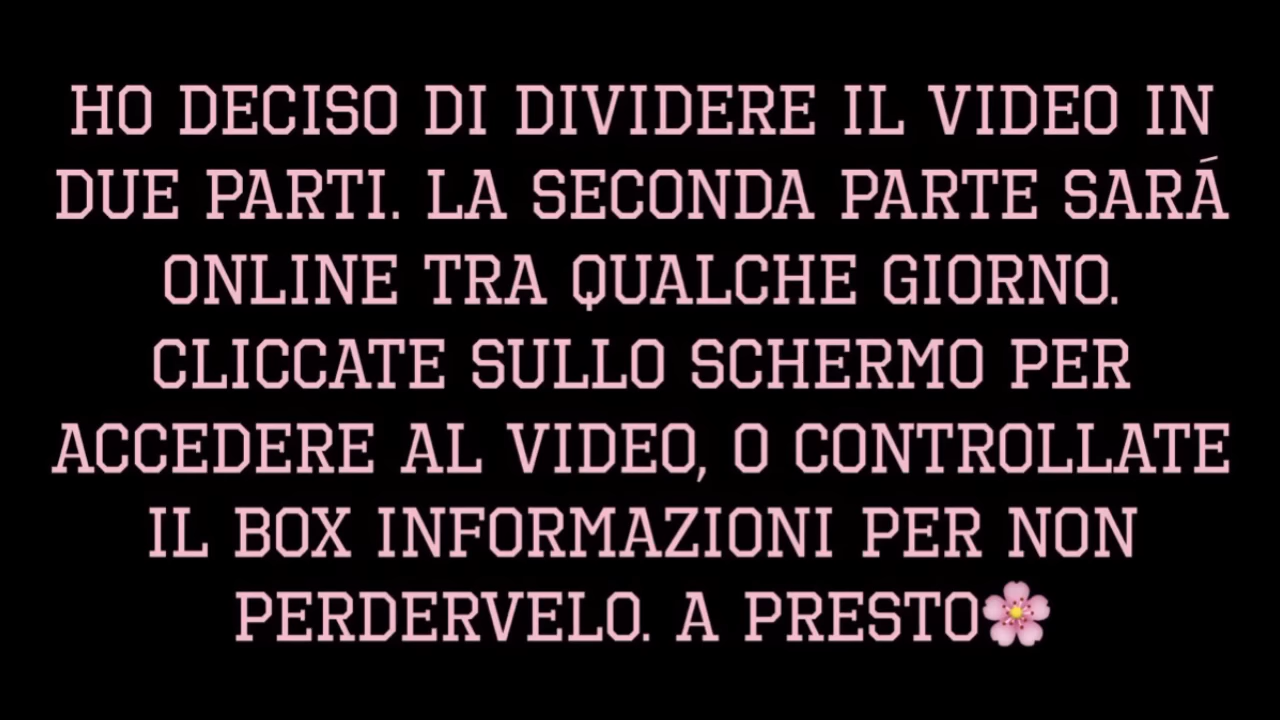 HO DECISO DI DIVIDERE IL VIDEO IN
DUE PARTI. LA SECONDA PARTE SARÁ
ONLINE TRA QUALCHE GIORNO.
CLICCATE SULLO SCHERMO PER
ACCEDERE AL VIDEO, O CONTROLLATE
IL BOX INFORMAZIONI PER NON
PERDERVELO. A PRESTO🌸